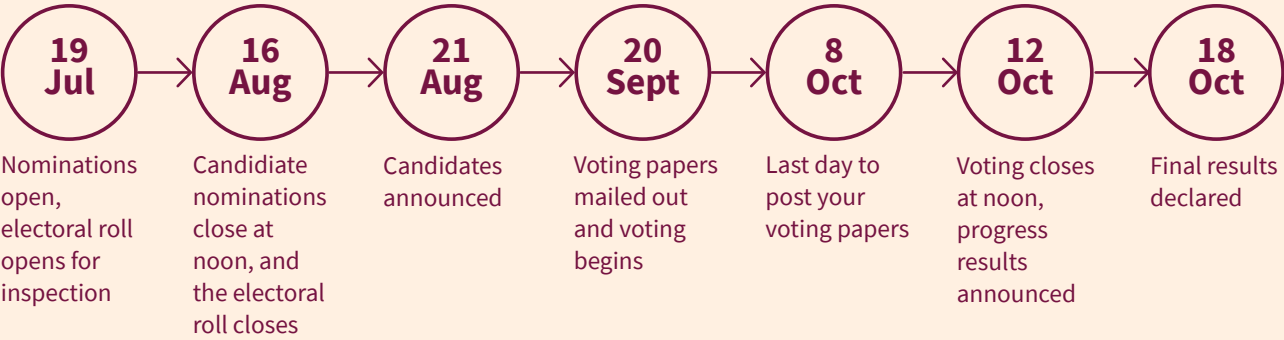 19
Jul
Nominations
open,
electoral roll
opens for
inspection
16
Aug
Candidiate
nominations
close at
noon, and
the electoral
roll closes
21
Aug
Candidates
announced
20
Sept
Voting papers
mailed out
and voting
begins
8
Oct
Last day to
post your
voting papers
12
Oct
Voting closes
at noon,
progress
results
announced
18
Oct
Final results
declared